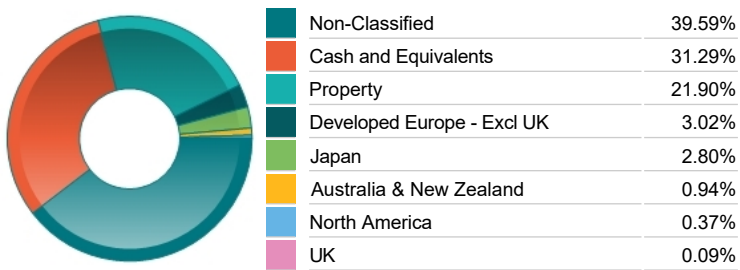 Non-Classified 39.59%
Cash and Equivalents 31.29%
Property 21.90%
Developed Europe - Excl UK 3.02%
Japan 2.80%
Australia & New Zealand 0.94%
North America 0.37%
UK 0.09%